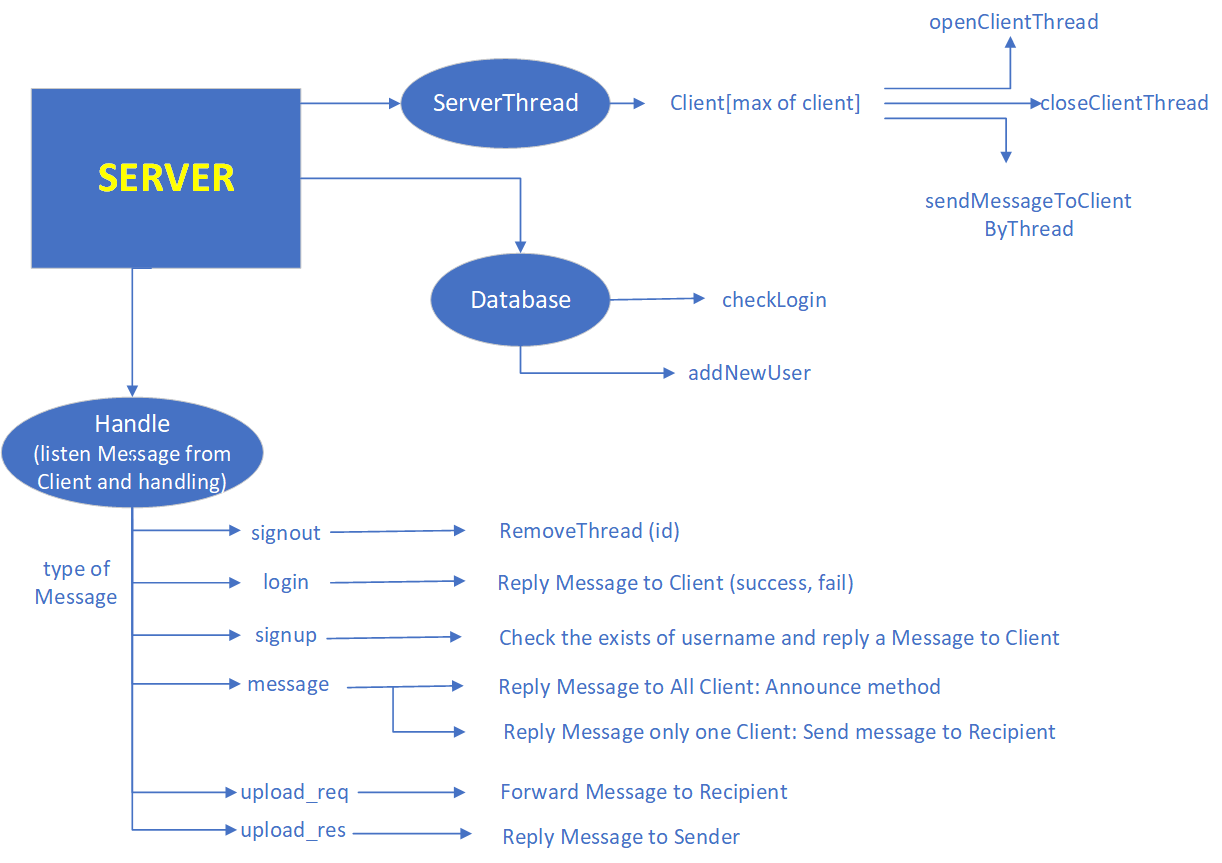 openClientThread
SERVER
ServerThread
Client[max of client]
closeClientThread
sendMessageToClient
ByThread
Database
checkLogin
addNewUser
Handle
(listen Message from
Client and handling)
type of
Message
signout
RemoveThread (id)
login
Reply Message to Client (success, fail)
signup
Check the exists of username and reply a Message to Client
message
Reply Message to All Client: Announce method
Reply Message only one Client: Send message to Recipient
upload_req
Forward Message to Recipient
upload_res
Reply Message to Sender